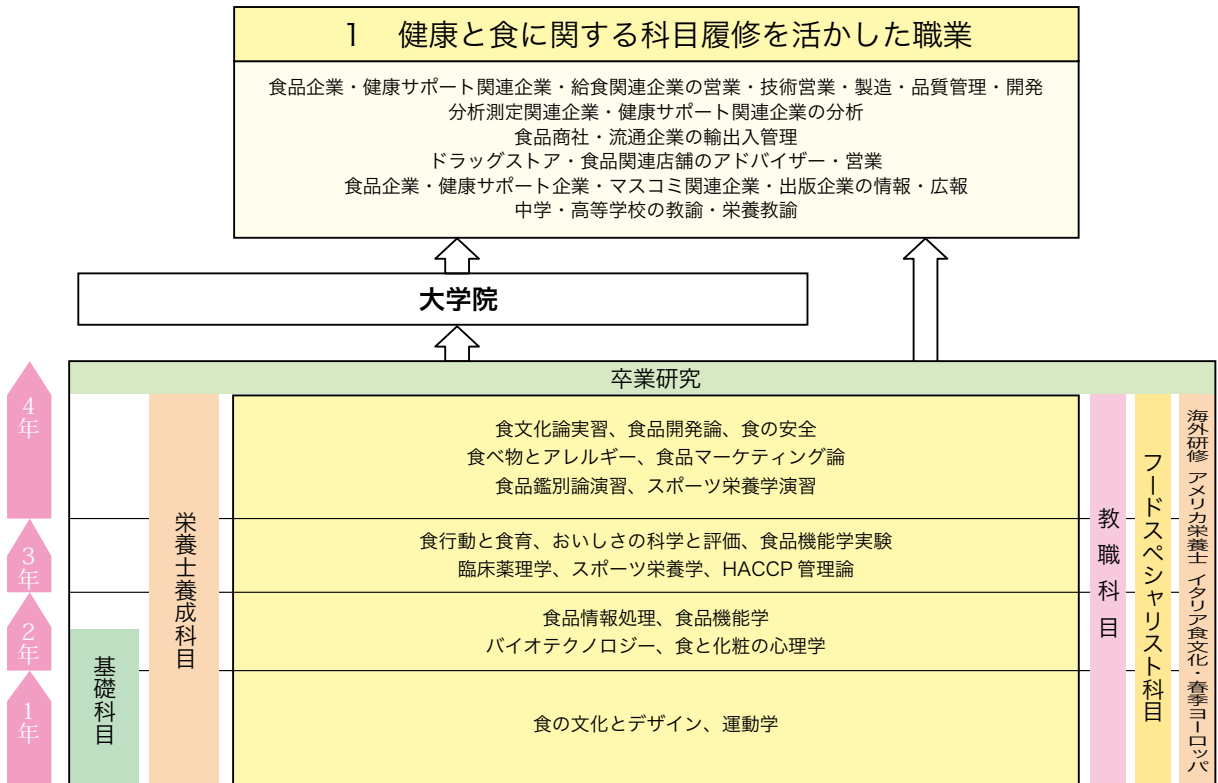 1 健康と食に関する科目履修を活かした職業
食品企業・健康サポート関連企業・給食関連企業の営業・技術営業・製造・品質管理・開発
分析測定関連企業・健康サポート関連企業の分析
食品商社・流通企業の輸出入管理
ドラッグストア・食品関連店舗のアドバイザー・営業
食品企業・健康サポート企業・マスコミ関連企業・出版企業の情報・広報
中学・高等学校の教諭・栄養教諭
大学院
卒業研究
4年
食文化論実習、食品開発論、食の安全
食べ物とアレルギー、食品マーケティング論
食品鑑別論演習、スポーツ栄養学演習
3年
食行動と食育、おいしさの科学と評価、食品機能学実験
臨床薬理学、スポーツ栄養学、HACCP 管理論
2年
食品情報処理、食品機能学
バイオテクノロジー、食と化粧の心理学
1年
食の文化とデザイン、運動学
基礎科目
栄養士養成科目
教職科目
フードスペシャリスト科目
海外研修 アメリカ栄養士 イタリア食文化・春季ヨーロッパ